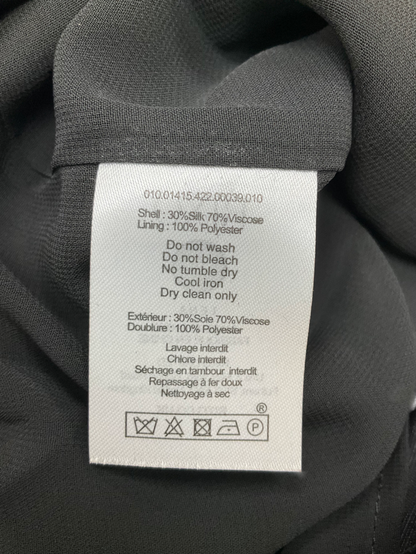 010.01415.422.00039.010
Shell : 30%Silk 70%Viscose
Lining : 100% Polyester
Do not wash
Do not bleach
No tumble dry
Cool iron
Dry clean only
Extérieur : 30%Soie 70%Viscose
Doublure : 100% Polyester
Lavage interdit
Chlore interdit
Séchage en tambour interdit
Repassage à fer doux
Nettoyage à sec
®
P